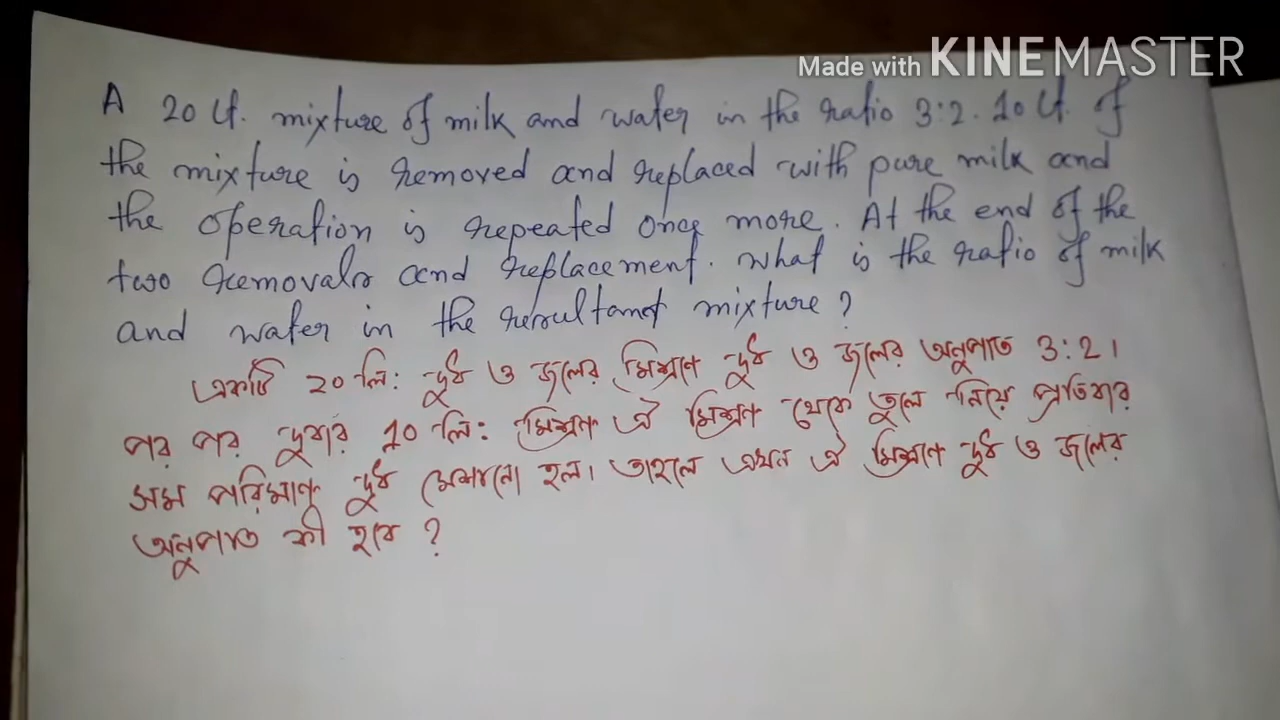 Made with KINEMASTER
A 20 lt. mixture of milk and water in the ratio 3:2. 10 lt. of
the mixture is removed and replaced with pure milk and
the operation is repeated once more. At the end of the
two removals and replacement. what is the ratio of milk
and water in the resultant mixture?
একটি ২০ লি: দুধ ও জলের মিশ্রণে দুধ ও জলের অনুপাত 3:2।
পর পর দুবার 10 লি: মিশ্রণ ঐ মিশ্রণ থেকে তুলে নিয়ে প্রতিবার
সম পরিমাণ দুধ মেশানো হল। তাহলে এখন ঐ মিশ্রণে দুধ ও জলের
অনুপাত কী হবে?